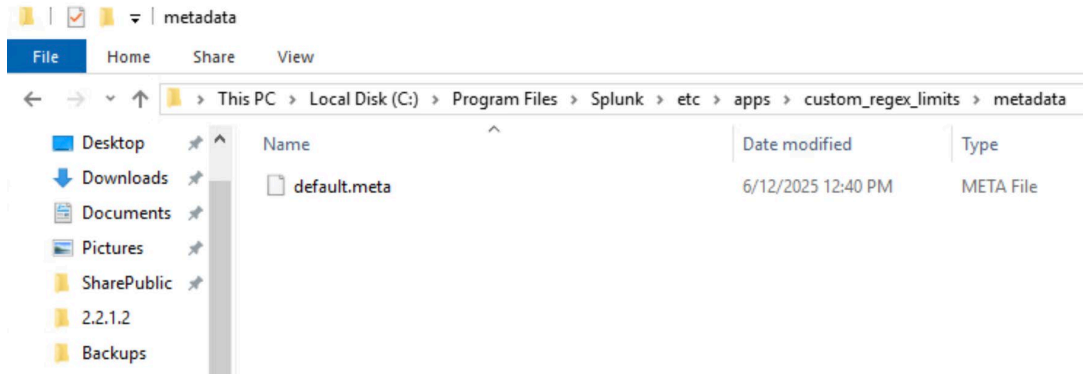 metadata
File Home Share View
This PC > Local Disk (C:) > Program Files > Splunk > etc > apps > custom_regex_limits > metadata
Name Date modified Type
default.meta 6/12/2025 12:40 PM META File
Desktop
Downloads
Documents
Pictures
SharePublic
2.2.1.2
Backups